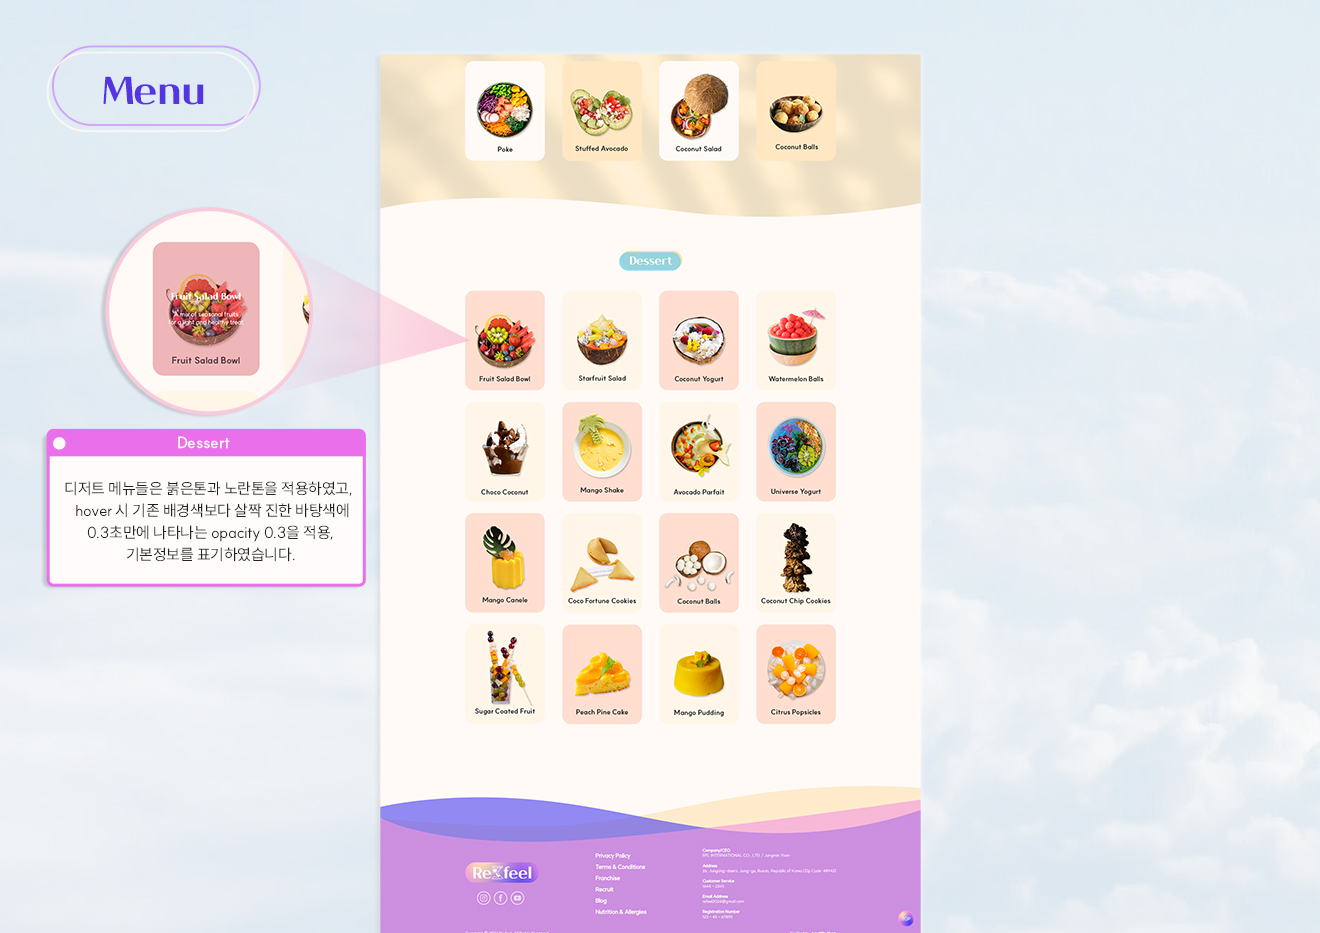 Menu
Poke
Stuffed Avocado
Coconut Salad
Coconut Balls
Dessert
Fruit Salad Bowl
A mix of seasonal fruits
for a light and healthy treat
Fruit Salad Bowl
Dessert
디저트 메뉴들은 붉은톤과 노란톤을 적용하였고,
hover 시 기존 배경색보다 살짝 진한 바탕색에
0.3초만에 나타나는 opacity 0.3을 적용,
기본정보를 표기하였습니다.
Fruit Salad Bowl
Starfruit Salad
Coconut Yogurt
Watermelon Balls
Choco Coconut
Mango Shake
Avocado Parfait
Universe Yogurt
Mango Canele
Coco Fortune Cookies
Coconut Balls
Coconut Chip Cookies
Sugar Coated Fruit
Peach Pine Cake
Mango Pudding
Citrus Popsicles
Refeel
Privacy Policy
Terms & Conditions
Franchise
Recruit
Blog
Nutrition & Allergies
Company/CEO
Address
Customer Service
Email Address
Registration Number